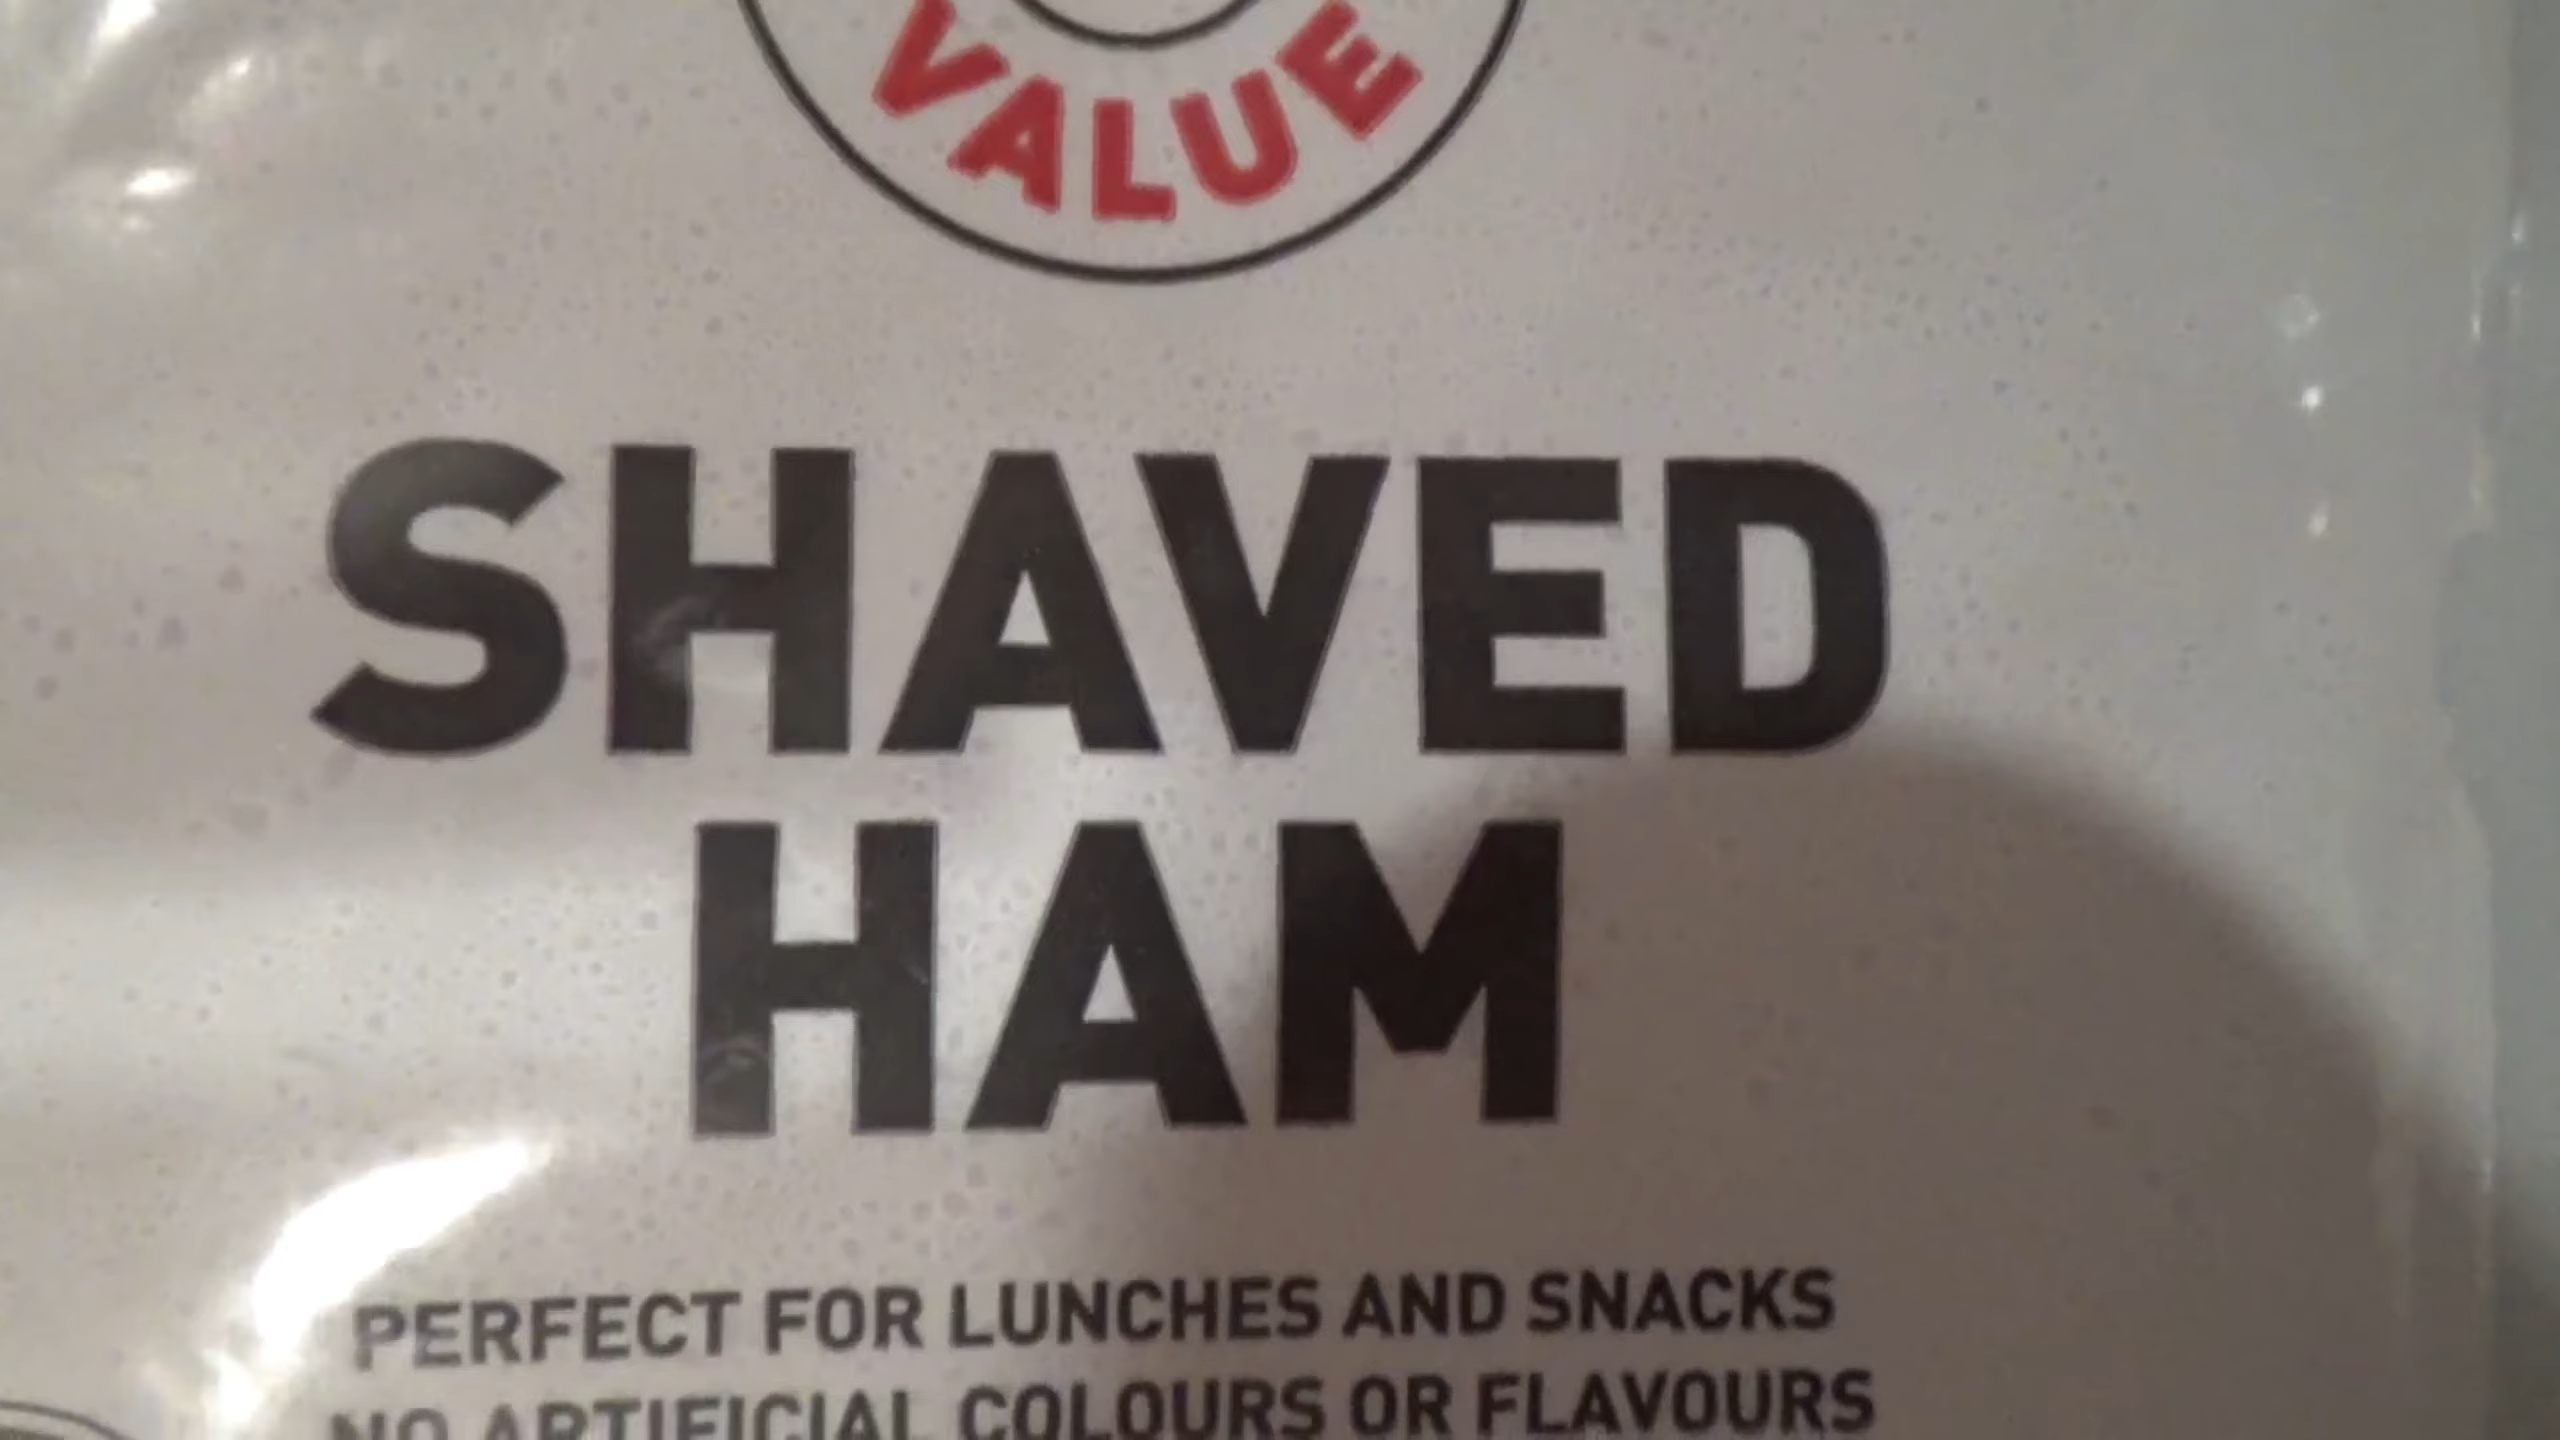 VALUE
SHAVED
HAM
PERFECT FOR LUNCHES AND SNACKS
NO ARTIFICIAL COLOURS OR FLAVOURS